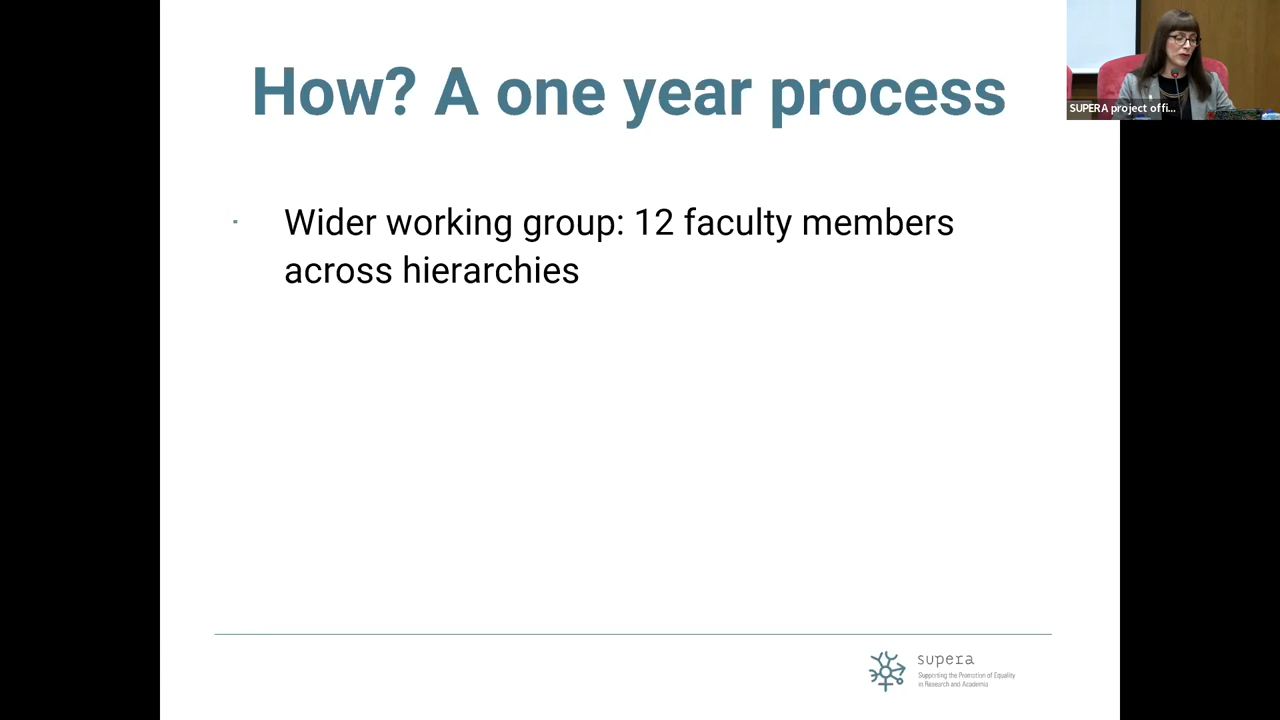 How? A one year process
SUPERA project offi...
Wider working group: 12 faculty members
across hierarchies
supera
Supporting the Promotion of Equality
in Research and Academia